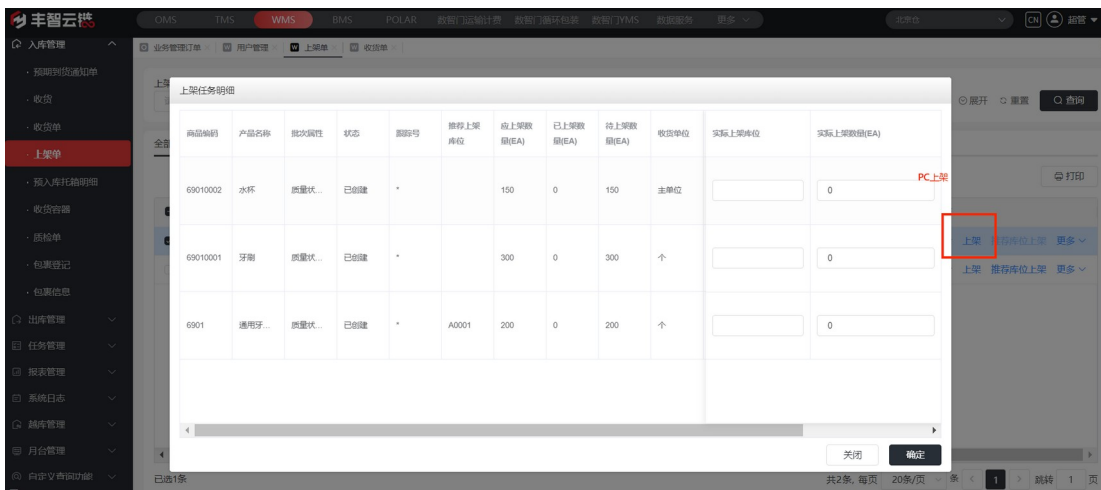 丰智云链
OMS TMS WMS BMS POLAR 数智门运输计费 数智门循环包装 数智门YMS 数据服务 更多
北京仓 CN 超管
入库管理
业务管理订单 用户管理 上架单 收货单
预期到货通知单
收货
收货单
上架单
预入库托箱明细
收货容器
质检单
包裹登记
包裹信息
出库管理
任务管理
报表管理
系统日志
越库管理
月台管理
自定义查询功能
展开 重置 查询
打印
上架任务明细
商品编码 产品名称 批次属性 状态 跟踪号 推荐上架库位 应上架数量(EA) 已上架数量(EA) 待上架数量(EA) 收货单位 实际上架库位 实际上架数量(EA)
PC上架
69010002 水杯 质量状... 已创建 * 150 0 150 主单位 0
69010001 牙刷 质量状... 已创建 * 300 0 300 个 0
6901 通用牙... 质量状... 已创建 * A0001 200 0 200 个 0
上架 推荐库位上架 更多
上架 推荐库位上架 更多
关闭 确定
已选1条 共2条, 每页 20条/页 条 1 跳转 1 页